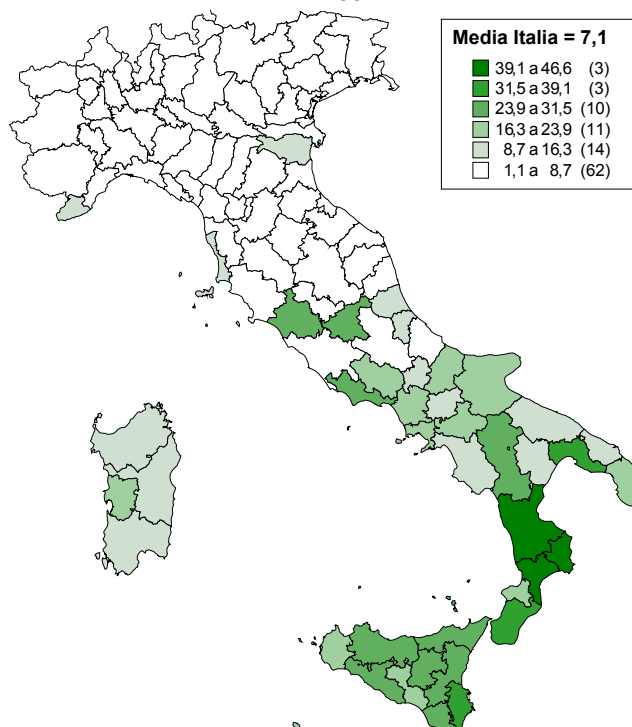 Media Italia = 7,1
39,1 a 46,6 (3)
31,5 a 39,1 (3)
23,9 a 31,5 (10)
16,3 a 23,9 (11)
8,7 a 16,3 (14)
1,1 a 8,7 (62)